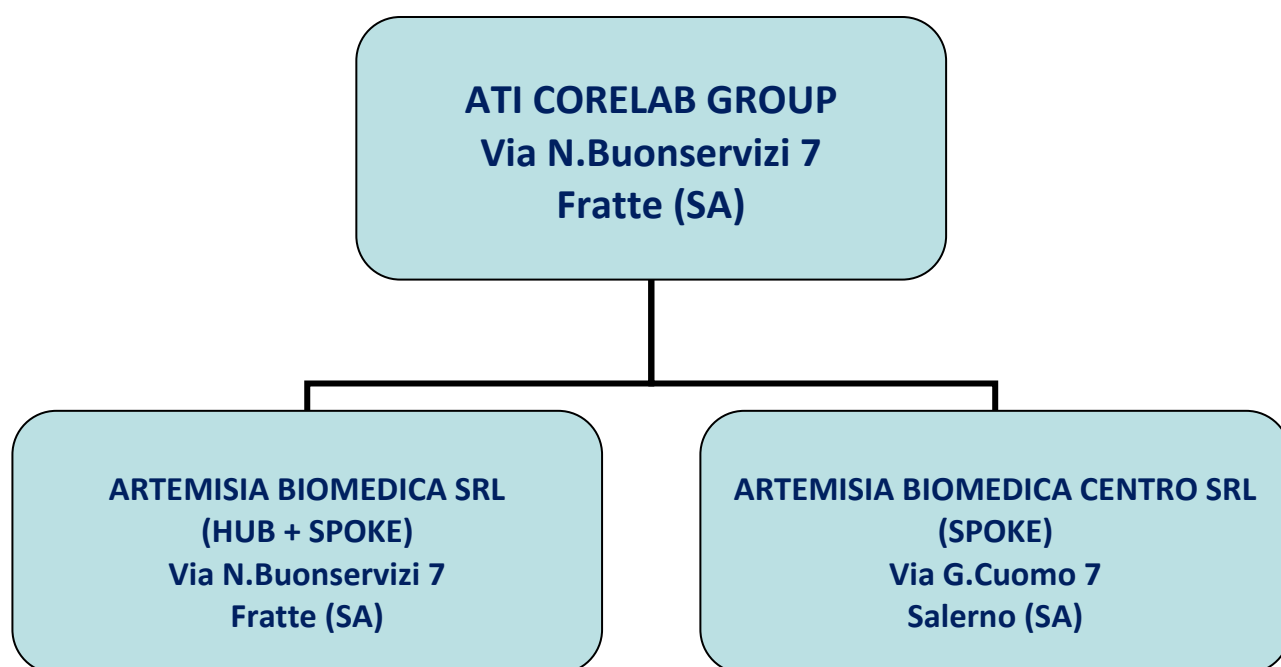 ATI CORELAB GROUP
Via N.Buonservizi 7
Fratte (SA)
ARTEMISIA BIOMEDICA SRL
(HUB + SPOKE)
Via N.Buonservizi 7
Fratte (SA)
ARTEMISIA BIOMEDICA CENTRO SRL
(SPOKE)
Via G.Cuomo 7
Salerno (SA)